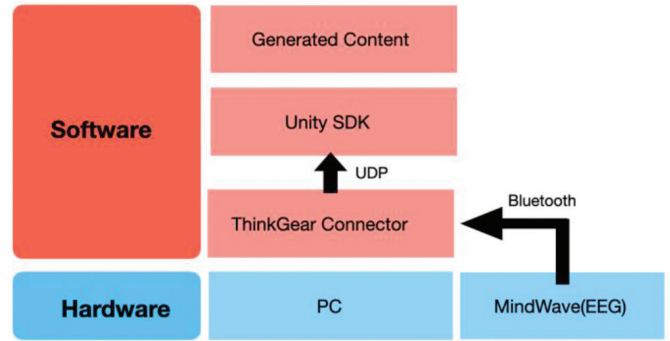 Generated Content
Software
Unity SDK
UDP
Bluetooth
ThinkGear Connector
Hardware
PC
MindWave(EEG)